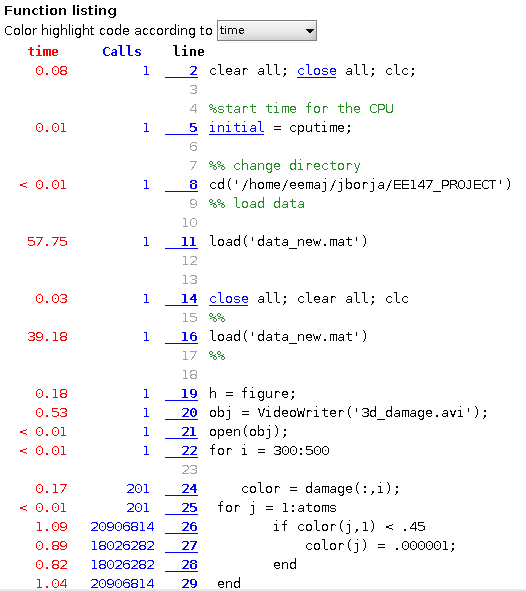 Function listing
Color highlight code according to time
time Calls line
0.08 1 2 clear all; close all; clc;
3
4 %start time for the CPU
0.01 1 5 initial = cputime;
6
7 %% change directory
< 0.01 1 8 cd('/home/eemaj/jborja/EE147_PROJECT')
9 %% load data
10
57.75 1 11 load('data_new.mat')
12
13
0.03 1 14 close all; clear all; clc
15 %%
39.18 1 16 load('data_new.mat')
17 %%
18
0.18 1 19 h = figure;
0.53 1 20 obj = VideoWriter('3d_damage.avi');
< 0.01 1 21 open(obj);
< 0.01 1 22 for i = 300:500
23
0.17 201 24 color = damage(:,i);
< 0.01 201 25 for j = 1:atoms
1.09 20906814 26 if color(j,1) < .45
0.89 18026282 27 color(j) = .000001;
0.82 18026282 28 end
1.04 20906814 29 end